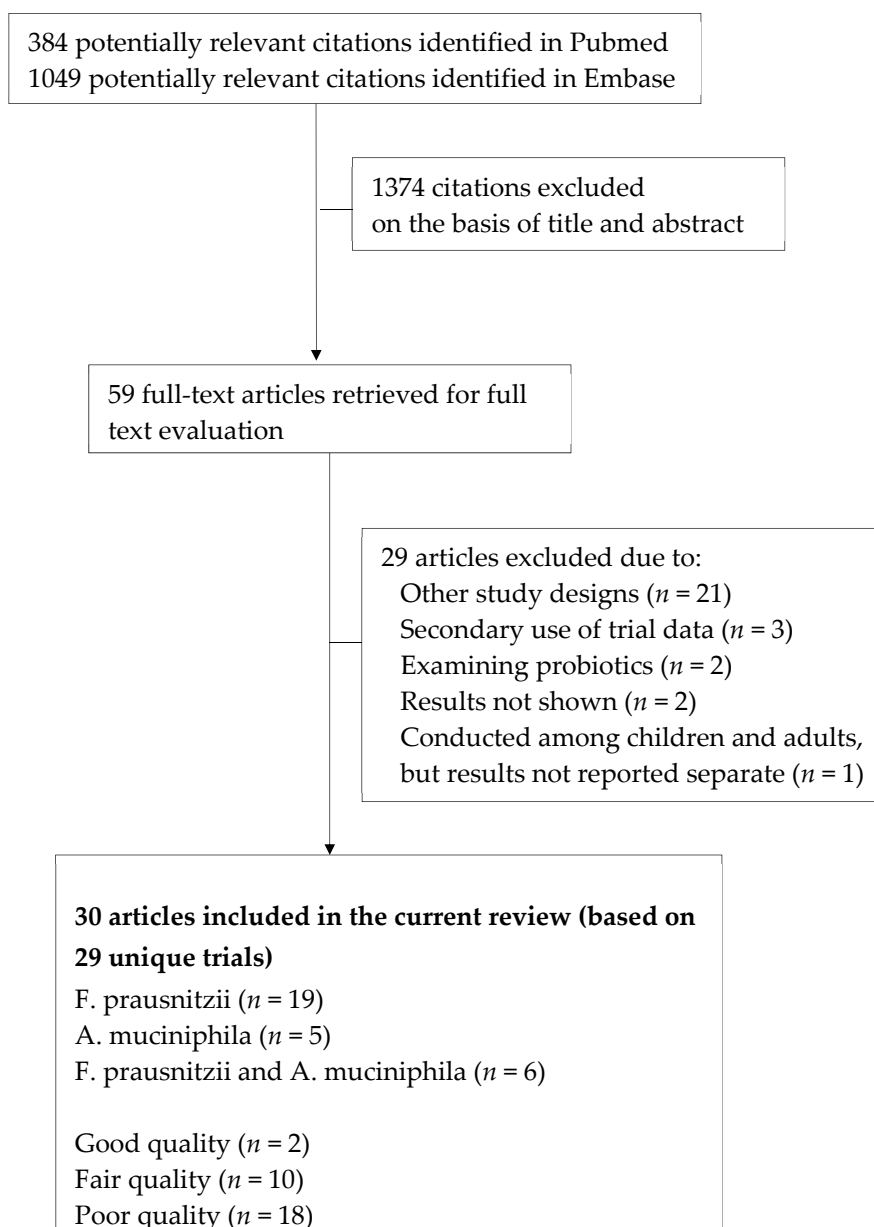 384 potentially relevant citations identified in Pubmed
1049 potentially relevant citations identified in Embase
1374 citations excluded
on the basis of title and abstract
59 full-text articles retrieved for full
text evaluation
29 articles excluded due to:
Other study designs (n = 21)
Secondary use of trial data (n = 3)
Examining probiotics (n = 2)
Results not shown (n = 2)
Conducted among children and adults,
but results not reported separate (n = 1)
30 articles included in the current review (based on
29 unique trials)
F. prausnitzii (n = 19)
A. muciniphila (n = 5)
F. prausnitzii and A. muciniphila (n = 6)
Good quality (n = 2)
Fair quality (n = 10)
Poor quality (n = 18)